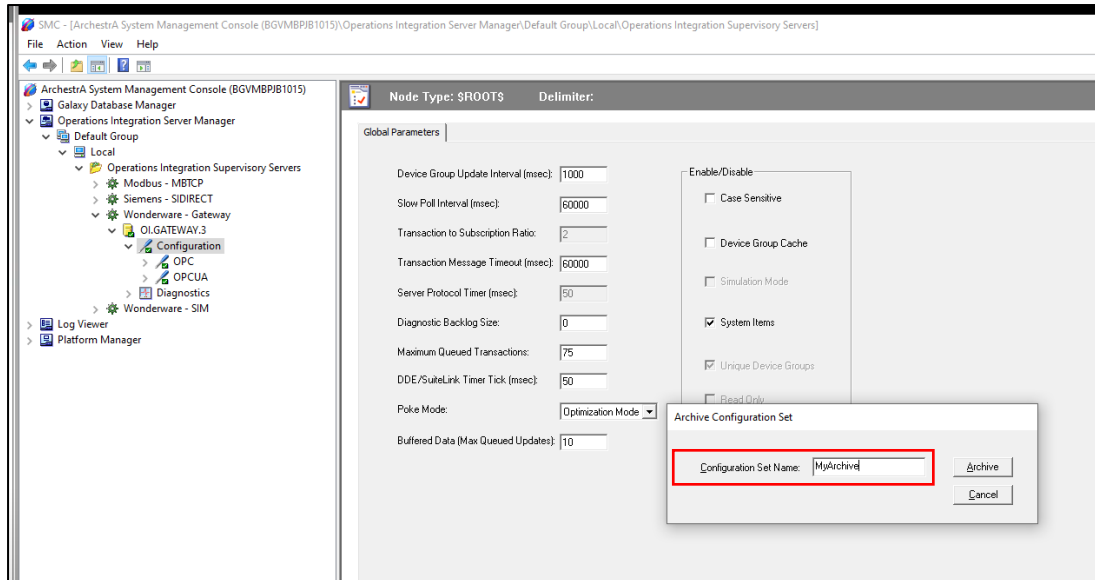 SMC - [ArchestrA System Management Console (BGVMBPJB1015)\Operations Integration Server Manager\Default Group\Local\Operations Integration Supervisory Servers]
File Action View Help
ArchestrA System Management Console (BGVMBPJB1015)
Galaxy Database Manager
Operations Integration Server Manager
Default Group
Local
Operations Integration Supervisory Servers
Modbus - MBTCP
Siemens - SIDIRECT
Wonderware - Gateway
OI.GATEWAY.3
Configuration
OPC
OPCUA
Diagnostics
Wonderware - SIM
Log Viewer
Platform Manager
Node Type: $ROOT$ Delimiter:
Global Parameters
Device Group Update Interval (msec): 1000
Slow Poll Interval (msec): 60000
Transaction to Subscription Ratio: 2
Transaction Message Timeout (msec): 60000
Server Protocol Timer (msec): 50
Diagnostic Backlog Size: 0
Maximum Queued Transactions: 75
DDE/SuiteLink Timer Tick (msec): 50
Poke Mode: Optimization Mode
Buffered Data (Max Queued Updates): 10
Enable/Disable
Case Sensitive
Device Group Cache
Simulation Mode
System Items
Unique Device Groups
Read Only
Archive Configuration Set
Configuration Set Name: MyArchive
Archive
Cancel